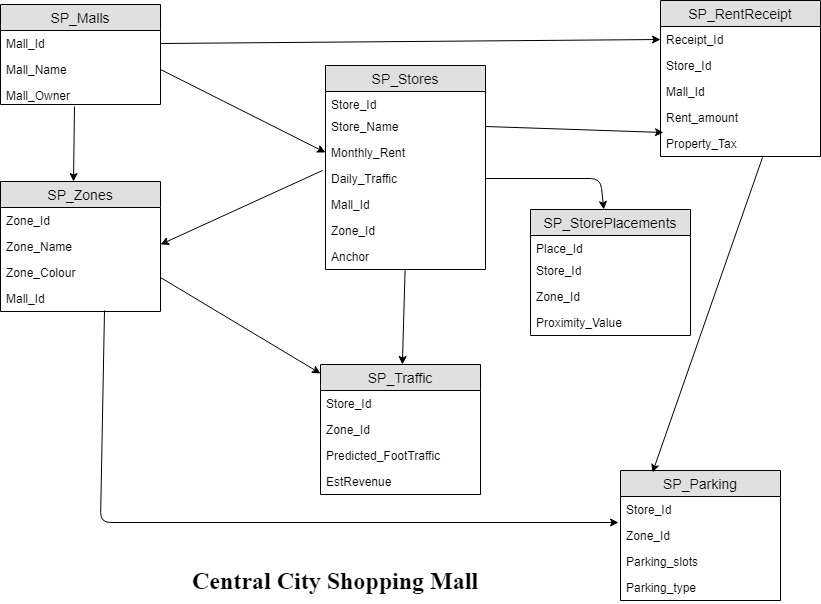 SP_Malls
Mall_Id
Mall_Name
Mall_Owner
SP_RentReceipt
Receipt_Id
Store_Id
Mall_Id
Rent_amount
Property_Tax
SP_Stores
Store_Id
Store_Name
Monthly_Rent
Daily_Traffic
Mall_Id
Zone_Id
Anchor
SP_Zones
Zone_Id
Zone_Name
Zone_Colour
Mall_Id
SP_StorePlacements
Place_Id
Store_Id
Zone_Id
Proximity_Value
SP_Traffic
Store_Id
Zone_Id
Predicted_FootTraffic
EstRevenue
SP_Parking
Store_Id
Zone_Id
Parking_slots
Parking_type
Central City Shopping Mall